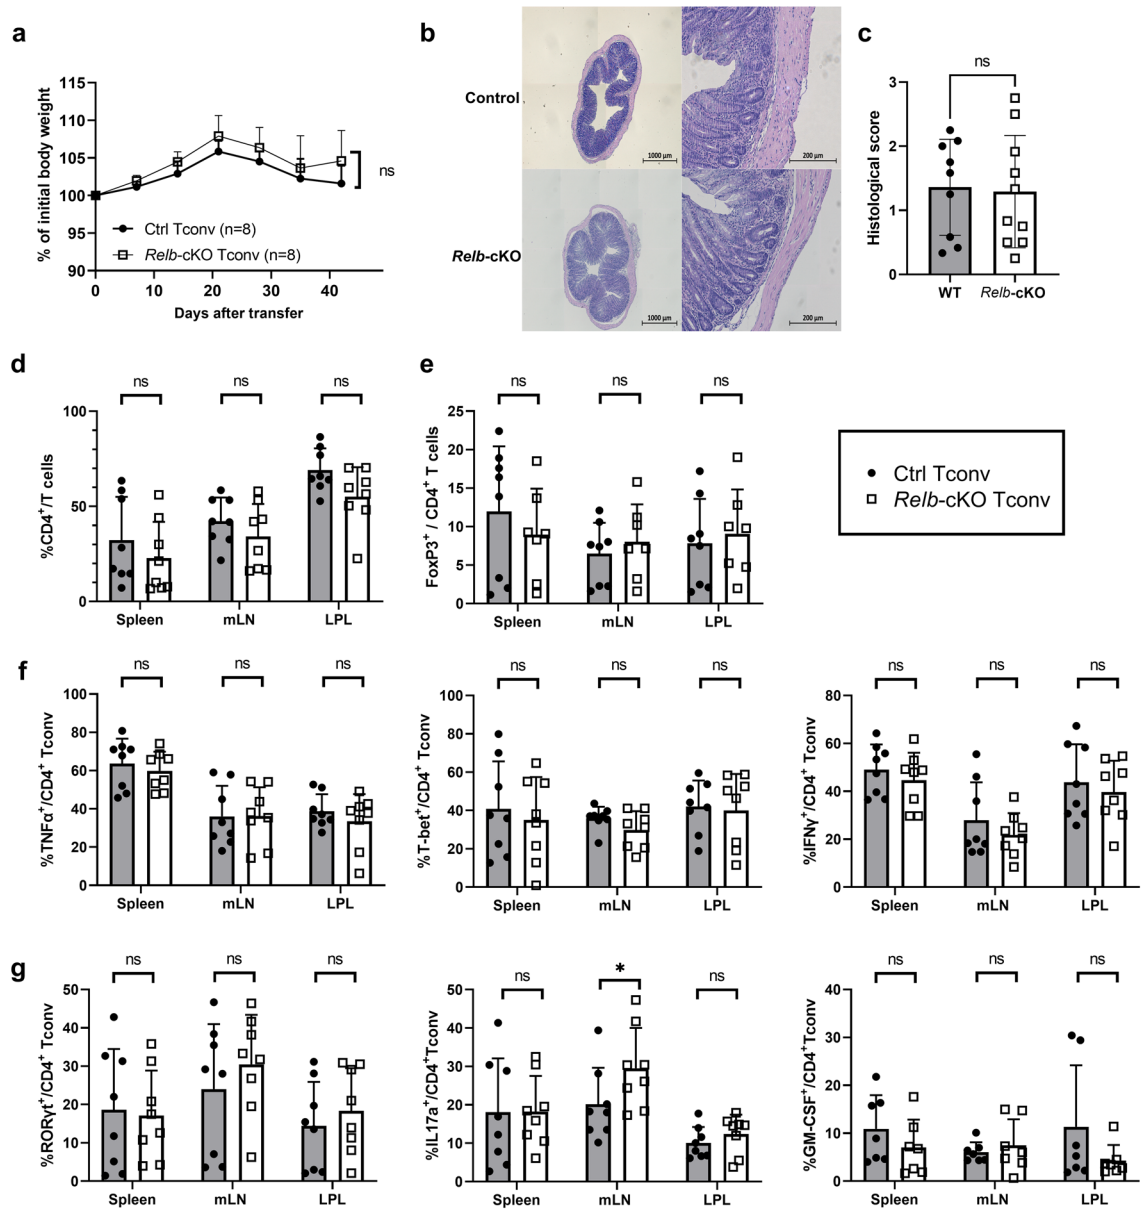 a
% of initial body weight
115
110
105
100
95
90
ns
Ctrl Tconv (n=8)
Relb-cKO Tconv (n=8)
0 10 20 30 40
Days after transfer
b
Control
1000 µm
200 µm
Relb-cKO
1000 µm
200 µm
c
ns
Histological score
3
2
1
0
WT Relb-cKO
d
ns ns ns
%CD4+/T cells
100
50
0
Spleen mLN LPL
e
ns ns ns
FoxP3+ / CD4+ T cells
25
20
15
10
5
0
Spleen mLN LPL
Ctrl Tconv
Relb-cKO Tconv
f
ns ns ns
%TNFα+/CD4+ Tconv
100
80
60
40
20
0
Spleen mLN LPL
ns ns ns
%T-bet+/CD4+ Tconv
100
80
60
40
20
0
Spleen mLN LPL
ns ns ns
%IFNγ+/CD4+ Tconv
80
60
40
20
0
Spleen mLN LPL
g
ns ns ns
%RORγt+/CD4+ Tconv
50
40
30
20
10
0
Spleen mLN LPL
ns * ns
%IL17a+/CD4+Tconv
50
40
30
20
10
0
Spleen mLN LPL
ns ns ns
%GM-CSF+/CD4+Tconv
40
30
20
10
0
Spleen mLN LPL